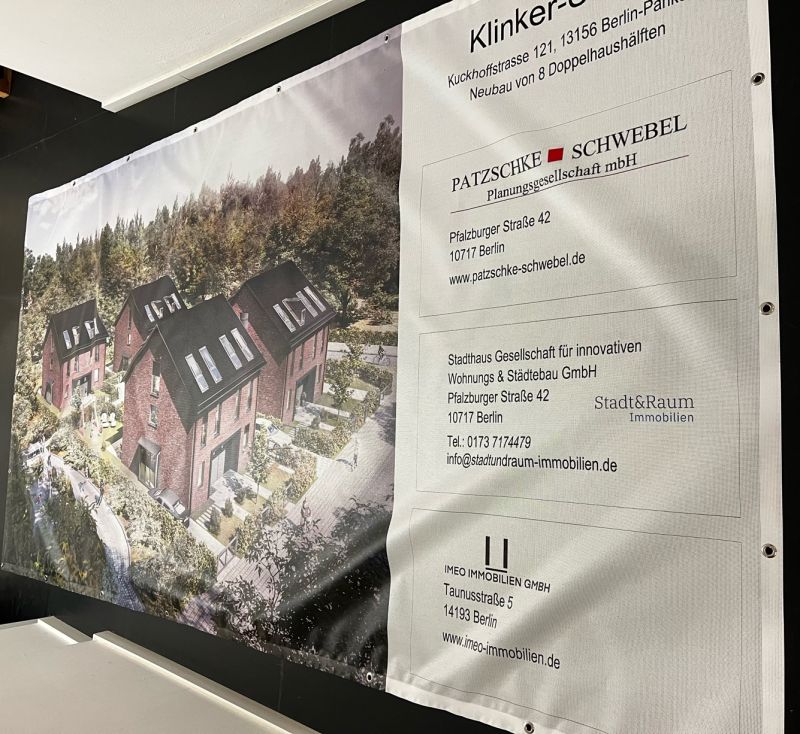 Kuckhoffstrasse 121, 13156
Neubau von 8 Doppelhaushälften
PATZSCHKE SCHWEBEL
Planungsgesellschaft mbH
Pfalzburger Straße 42
10717 Berlin
www.patzschke-schwebel.de
Stadthaus Gesellschaft für innovativen
Wohnungs & Städtebau GmbH
Pfalzburger Straße 42
10717 Berlin
Stadt&Raum
Immobilien
Tel.: 0173 7174479
info@stadtundraum-immobilien.de
IMEO IMMOBILIEN GMBH
Taunusstraße 5
14193 Berlin
www.imeo-immobilien.de